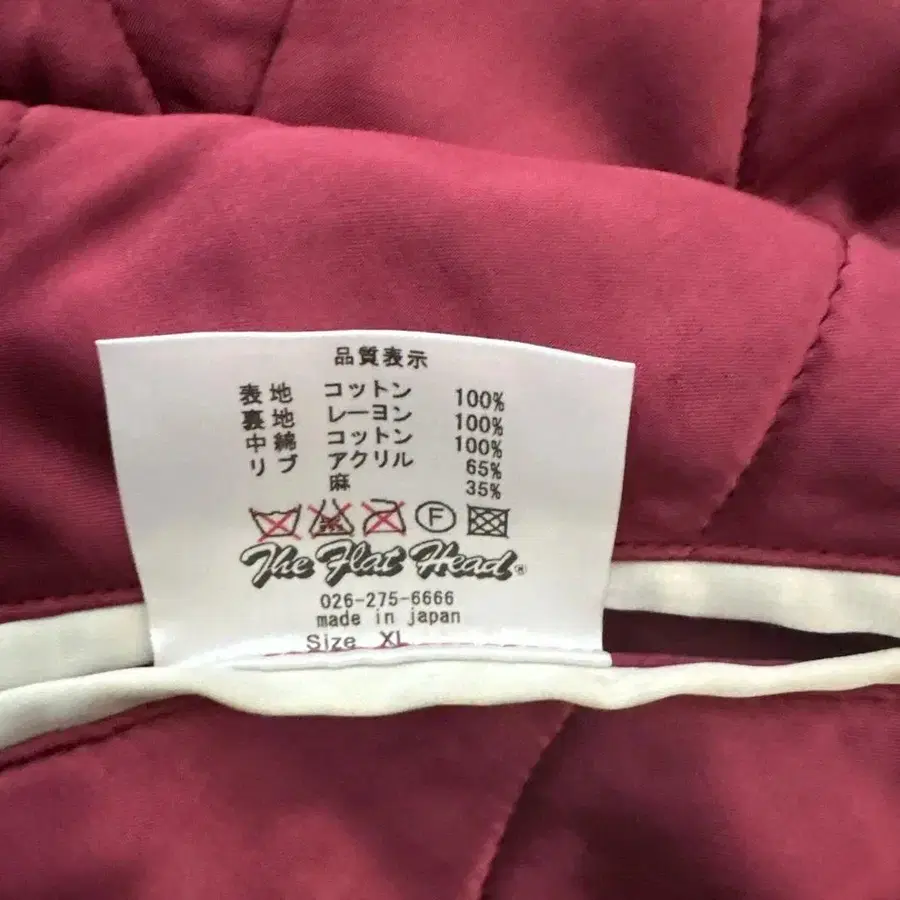 品質表示
表地 コットン 100%
裏地 レーヨン 100%
中綿 コットン 100%
リブ アクリル 65%
麻 35%
F
The Flat Head®
026-275-6666
made in japan
Size XL